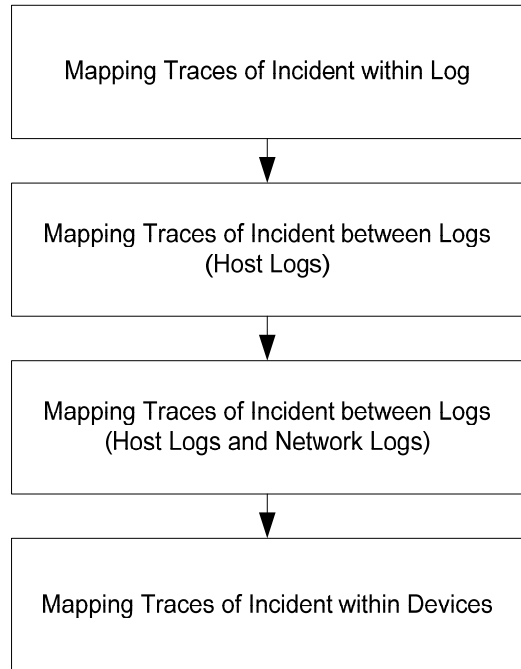 Mapping Traces of Incident within Log
Mapping Traces of Incident between Logs
(Host Logs)
Mapping Traces of Incident between Logs
(Host Logs and Network Logs)
Mapping Traces of Incident within Devices